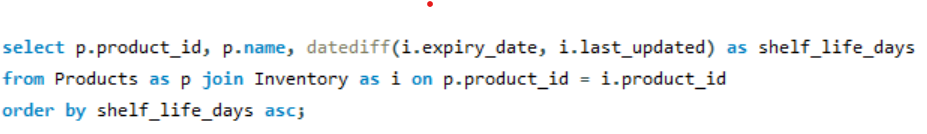 select p.product_id, p.name, datediff(i.expiry_date, i.last_updated) as shelf_life_days
from Products as p join Inventory as i on p.product_id = i.product_id
order by shelf_life_days asc;